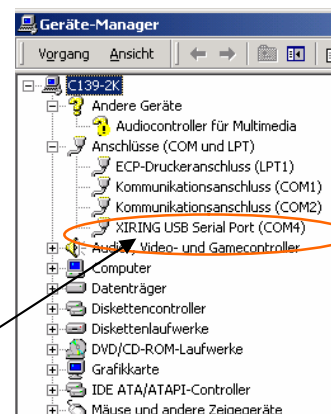 Geräte-Manager
Vorgang Ansicht
C139-2K
Andere Geräte
Audiocontroller für Multimedia
Anschlüsse (COM und LPT)
ECP-Druckeranschluss (LPT1)
Kommunikationsanschluss (COM1)
Kommunikationsanschluss (COM2)
XIRING USB Serial Port (COM4)
Audio-, Video- und Gamecontroller
Computer
Datenträger
Diskettencontroller
Diskettenlaufwerke
DVD/CD-ROM-Laufwerke
Grafikkarte
IDE ATA/ATAPI-Controller
Mäuse und andere Zeigegeräte